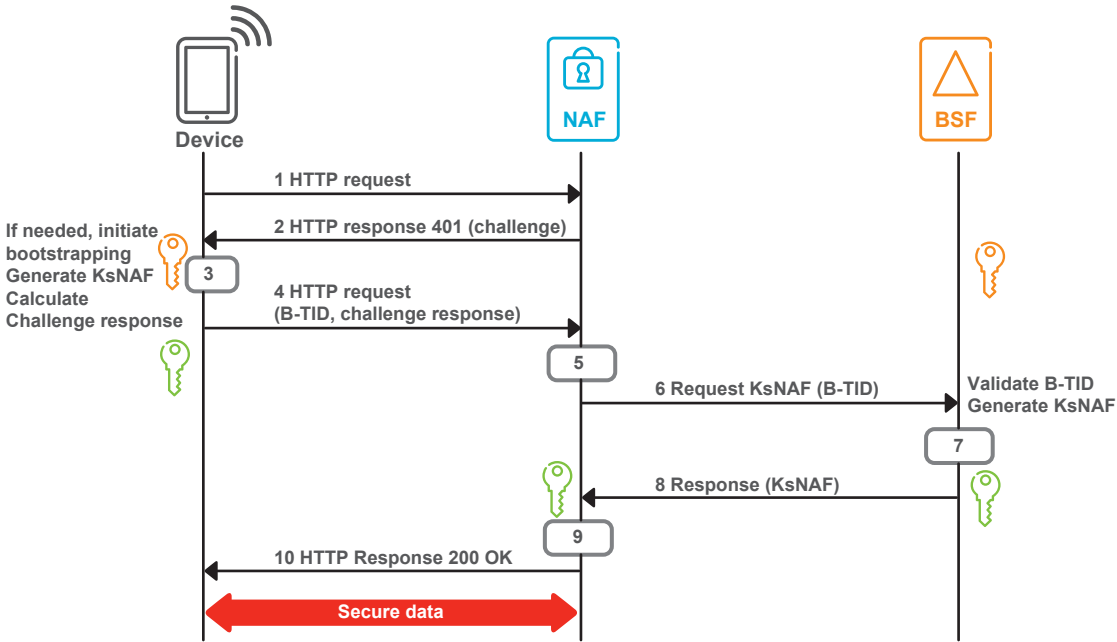 Device
NAF
BSF
1 HTTP request
2 HTTP response 401 (challenge)
If needed, initiate
bootstrapping
Generate KsNAF
Calculate
Challenge response
3
4 HTTP request
(B-TID, challenge response)
5
6 Request KsNAF (B-TID)
Validate B-TID
Generate KsNAF
7
8 Response (KsNAF)
9
10 HTTP Response 200 OK
Secure data